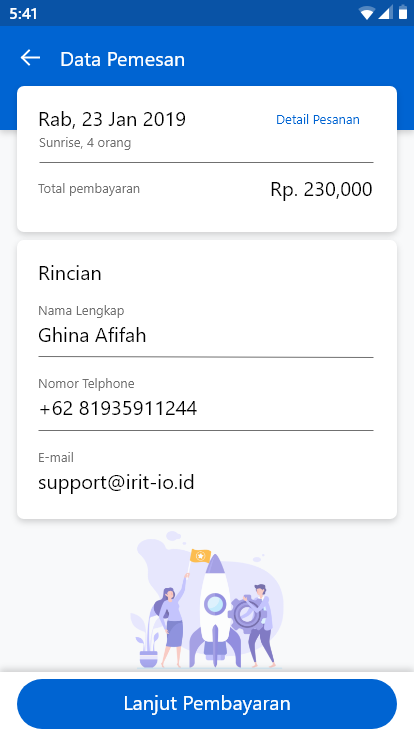 5:41
Data Pemesan
Rab, 23 Jan 2019
Detail Pesanan
Sunrise, 4 orang
Total pembayaran
Rp. 230,000
Rincian
Nama Lengkap
Ghina Afifah
Nomor Telphone
+62 81935911244
E-mail
support@irit-io.id
Lanjut Pembayaran